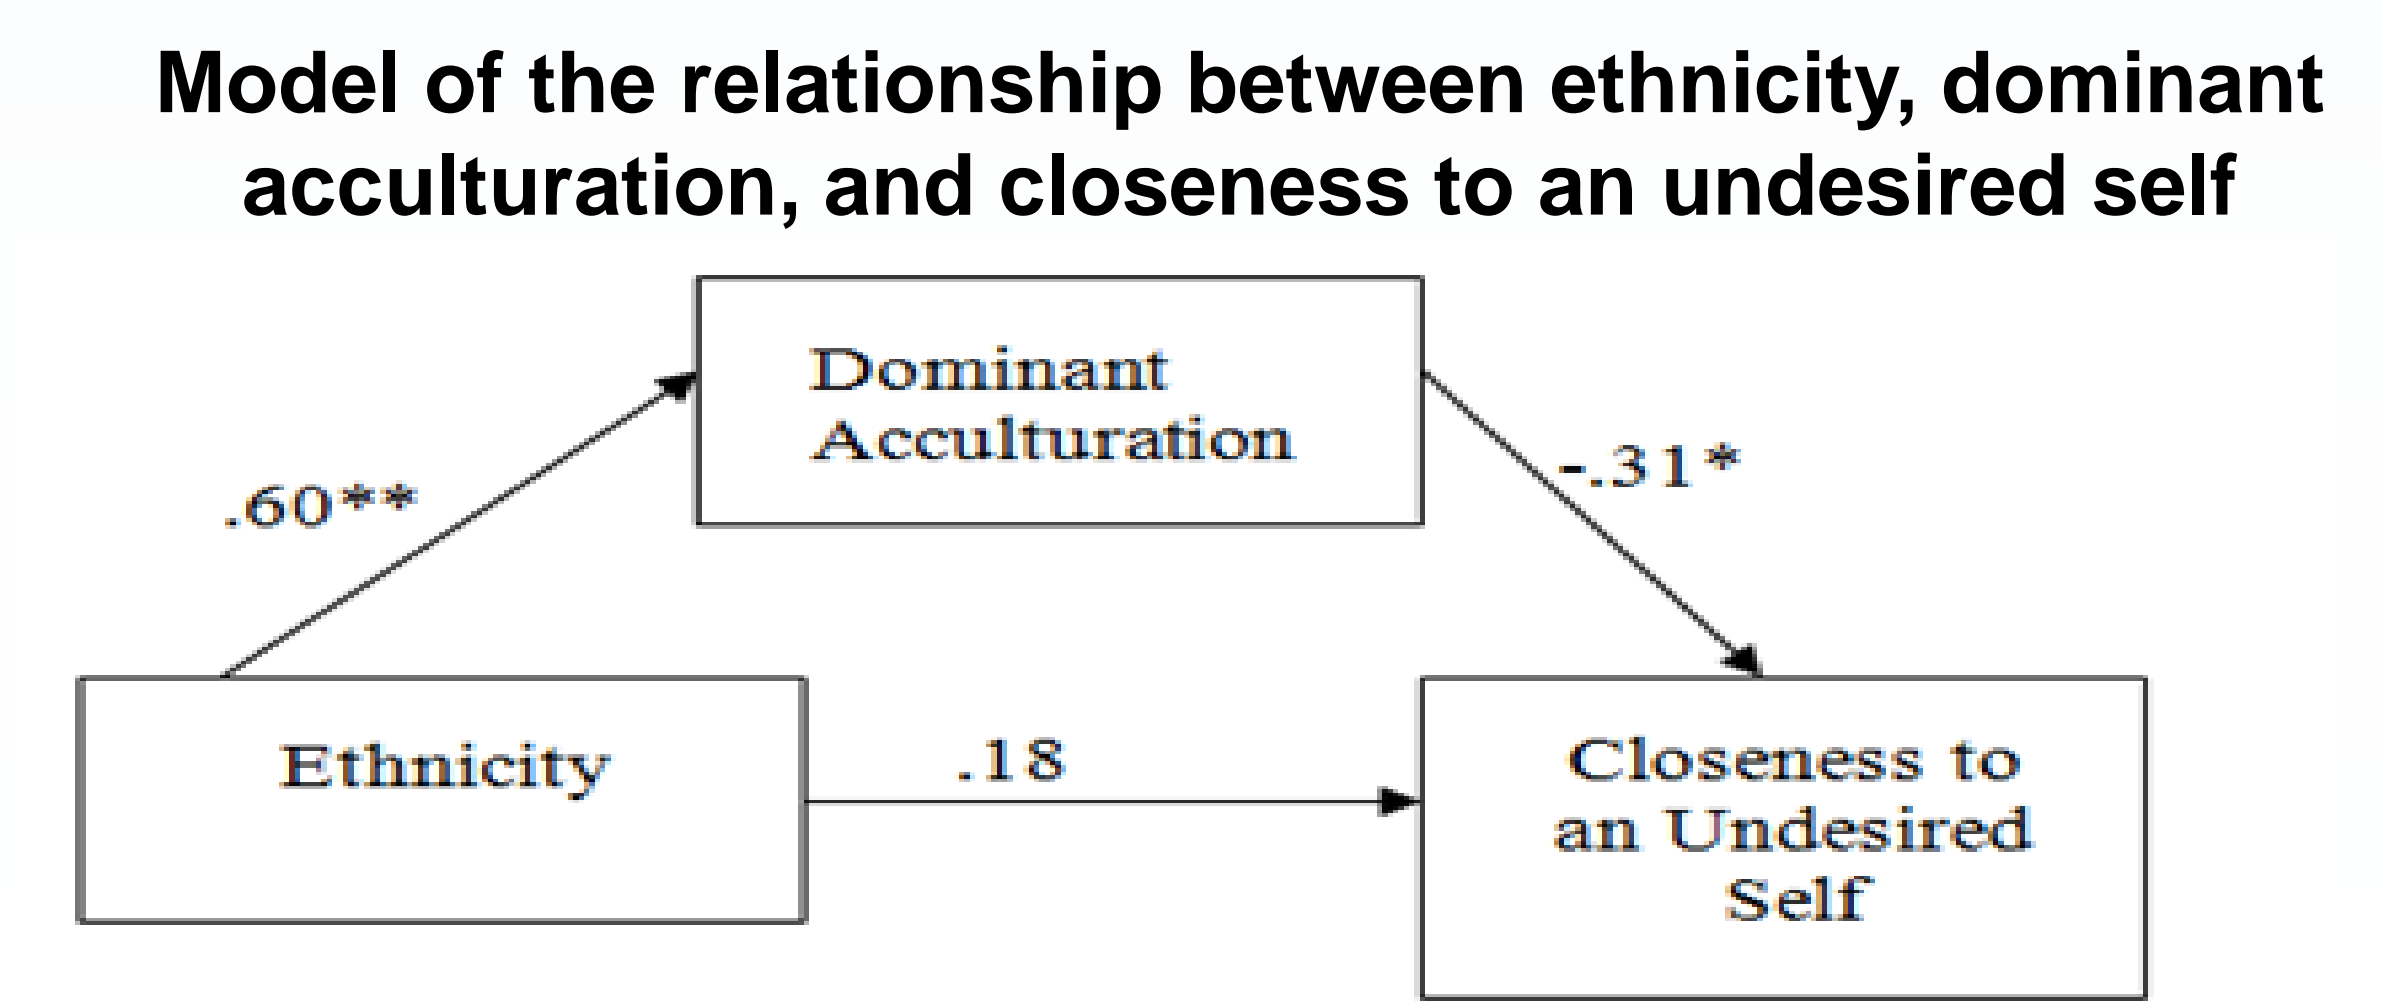 Model of the relationship between ethnicity, dominant
acculturation, and closeness to an undesired self
Dominant
Acculturation
.60**
-.31*
Ethnicity
.18
Closeness to
an Undesired
Self